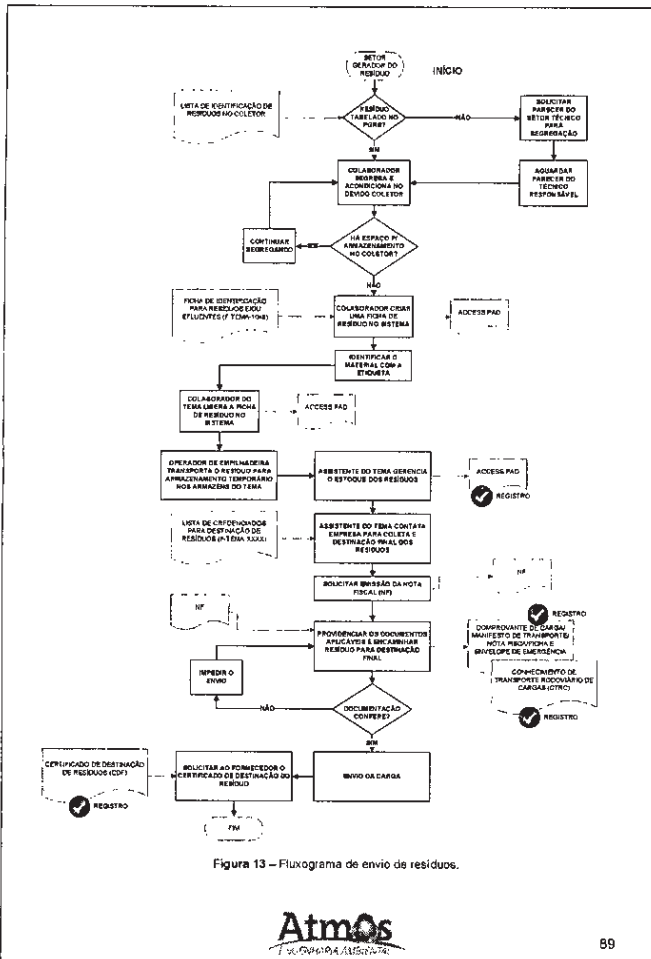 SETOR
GERADOR DO
RESÍDUO
INÍCIO
LISTA DE IDENTIFICAÇÃO DE
RESÍDUOS NO COLETOR
RESÍDUO
TABELADO NO
PGRS?
NÃO
SOLICITAR
PARECER DO
SETOR TÉCNICO
PARA
SEGREGAÇÃO
SIM
COLABORADOR
SEGREGA E
ACONDICIONA NO
DEVIDO COLETOR
AGUARDAR
PARECER DO
TÉCNICO
RESPONSÁVEL
CONTINUAR
SEGREGANDO
SIM
HÁ ESPAÇO P/
ARMAZENAMENTO
NO COLETOR?
NÃO
FICHA DE IDENTIFICAÇÃO
PARA RESÍDUOS E/OU
EFLUENTES
COLABORADOR CRIAR
UMA FICHA DE
RESÍDUO NO SISTEMA
ACCESS PAD
IDENTIFICAR O
MATERIAL COM A
ETIQUETA
COLABORADOR DO
TEMA LIBERA A FICHA
DE RESÍDUO NO
SISTEMA
ACCESS PAD
OPERADOR DE EMPILHADEIRA
TRANSPORTA O RESÍDUO PARA
ARMAZENAMENTO TEMPORÁRIO
NOS ARMAZÉNS DO TEMA
ASSISTENTE DO TEMA GERENCIA
O ESTOQUE DOS RESÍDUOS
ACCESS PAD
REGISTRO
LISTA DE CREDENCIADOS
PARA DESTINAÇÃO DE
RESÍDUOS (P-TEMA XXXX)
ASSISTENTE DO TEMA CONTATA
EMPRESA PARA COLETA E
DESTINAÇÃO FINAL DOS
RESÍDUOS
SOLICITAR EMISSÃO DA NOTA
FISCAL (NF)
NF
REGISTRO
NF
PROVIDENCIAR OS DOCUMENTOS
APLICÁVEIS E ENCAMINHAR
RESÍDUO PARA DESTINAÇÃO
FINAL
COMPROVANTE DE CARGA/
MANIFESTO DE TRANSPORTE/
NOTA FISCAL/FICHA E
ENVELOPE DE EMERGÊNCIA
IMPEDIR O
ENVIO
CONHECIMENTO DE
TRANSPORTE RODOVIÁRIO DE
CARGAS (CTRC)
REGISTRO
NÃO
DOCUMENTAÇÃO
CONFERE?
SIM
CERTIFICADO DE DESTINAÇÃO
DE RESÍDUOS (CDF)
REGISTRO
SOLICITAR AO FORNECEDOR O
CERTIFICADO DE DESTINAÇÃO DO
RESÍDUO
ENVIO DA CARGA
FIM
Figura 13 – Fluxograma de envio de resíduos.
Atmos
89